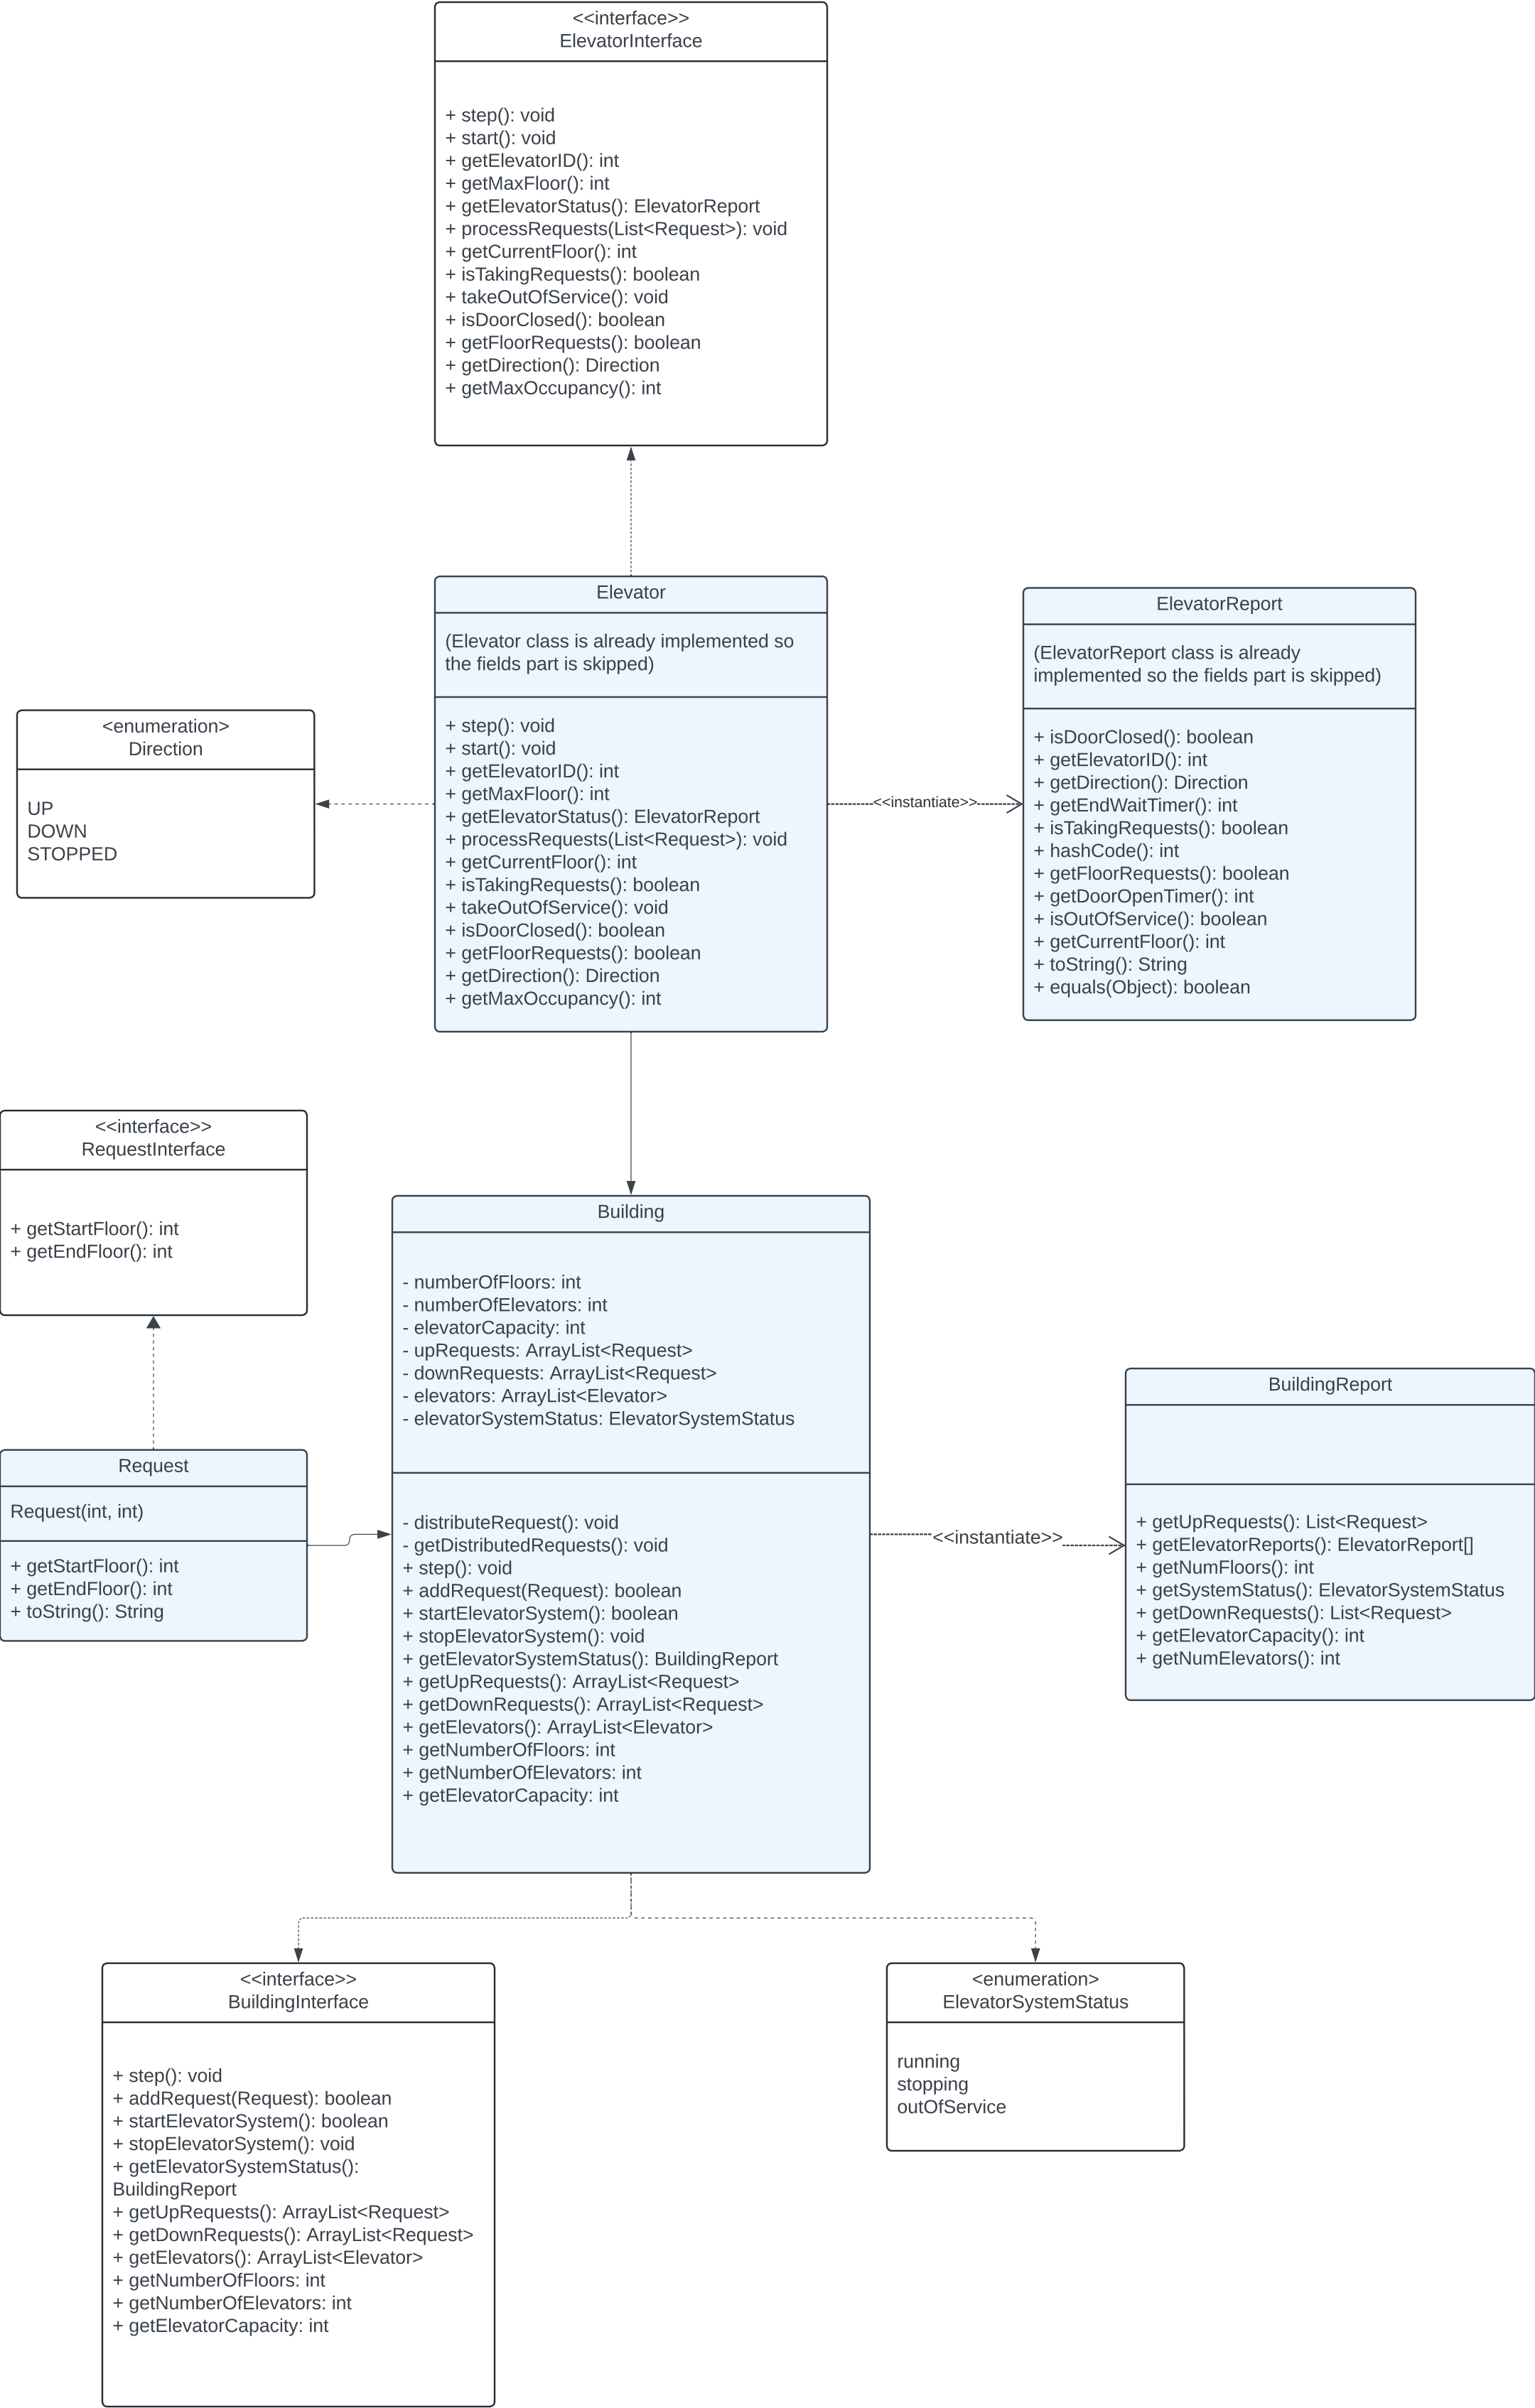 <<interface>>
ElevatorInterface
+ step(): void
+ start(): void
+ getElevatorID(): int
+ getMaxFloor(): int
+ getElevatorStatus(): ElevatorReport
+ processRequests(List<Request>): void
+ getCurrentFloor(): int
+ isTakingRequests(): boolean
+ takeOutOfService(): void
+ isDoorClosed(): boolean
+ getFloorRequests(): boolean
+ getDirection(): Direction
+ getMaxOccupancy(): int
Elevator
(Elevator class is already implemented so
the fields part is skipped)
+ step(): void
+ start(): void
+ getElevatorID(): int
+ getMaxFloor(): int
+ getElevatorStatus(): ElevatorReport
+ processRequests(List<Request>): void
+ getCurrentFloor(): int
+ isTakingRequests(): boolean
+ takeOutOfService(): void
+ isDoorClosed(): boolean
+ getFloorRequests(): boolean
+ getDirection(): Direction
+ getMaxOccupancy(): int
<<instantiate>>
ElevatorReport
(ElevatorReport class is already
implemented so the fields part is skipped)
+ isDoorClosed(): boolean
+ getElevatorID(): int
+ getDirection(): Direction
+ getEndWaitTimer(): int
+ isTakingRequests(): boolean
+ hashCode(): int
+ getFloorRequests(): boolean
+ getDoorOpenTimer(): int
+ isOutOfService(): boolean
+ getCurrentFloor(): int
+ toString(): String
+ equals(Object): boolean
<enumeration>
Direction
UP
DOWN
STOPPED
<<interface>>
RequestInterface
+ getStartFloor(): int
+ getEndFloor(): int
Request
Request(int, int)
+ getStartFloor(): int
+ getEndFloor(): int
+ toString(): String
Building
- numberOfFloors: int
- numberOfElevators: int
- elevatorCapacity: int
- upRequests: ArrayList<Request>
- downRequests: ArrayList<Request>
- elevators: ArrayList<Elevator>
- elevatorSystemStatus: ElevatorSystemStatus
- distributeRequest(): void
- getDistributedRequests(): void
+ step(): void
+ addRequest(Request): boolean
+ startElevatorSystem(): boolean
+ stopElevatorSystem(): void
+ getElevatorSystemStatus(): BuildingReport
+ getUpRequests(): ArrayList<Request>
+ getDownRequests(): ArrayList<Request>
+ getElevators(): ArrayList<Elevator>
+ getNumberOfFloors: int
+ getNumberOfElevators: int
+ getElevatorCapacity: int
<<instantiate>>
BuildingReport
+ getUpRequests(): List<Request>
+ getElevatorReports(): ElevatorReport[]
+ getNumFloors(): int
+ getSystemStatus(): ElevatorSystemStatus
+ getDownRequests(): List<Request>
+ getElevatorCapacity(): int
+ getNumElevators(): int
<<interface>>
BuildingInterface
+ step(): void
+ addRequest(Request): boolean
+ startElevatorSystem(): boolean
+ stopElevatorSystem(): void
+ getElevatorSystemStatus():
BuildingReport
+ getUpRequests(): ArrayList<Request>
+ getDownRequests(): ArrayList<Request>
+ getElevators(): ArrayList<Elevator>
+ getNumberOfFloors: int
+ getNumberOfElevators: int
+ getElevatorCapacity: int
<enumeration>
ElevatorSystemStatus
running
stopping
outOfService